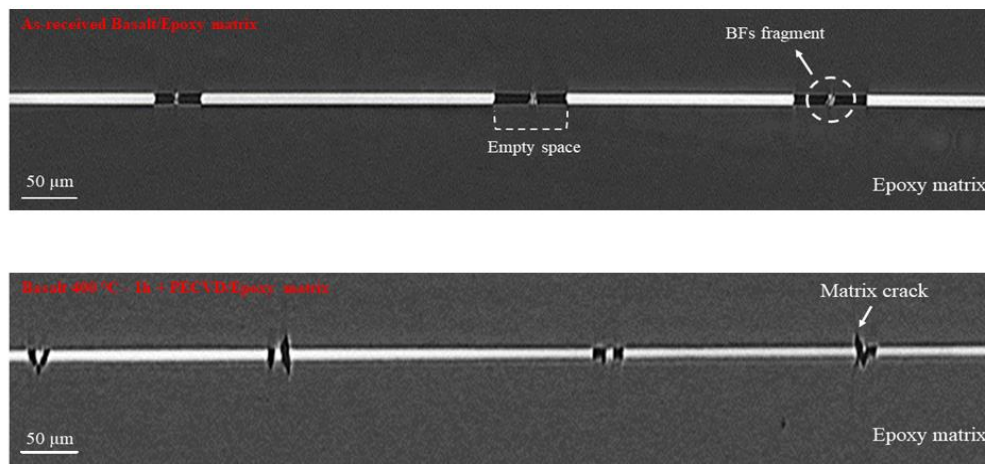 As-received Basalt/Epoxy matrix
BFs fragment
Empty space
50 μm
Epoxy matrix
Basalt 400 °C - 1h + PECVD/Epoxy matrix
Matrix crack
50 μm
Epoxy matrix